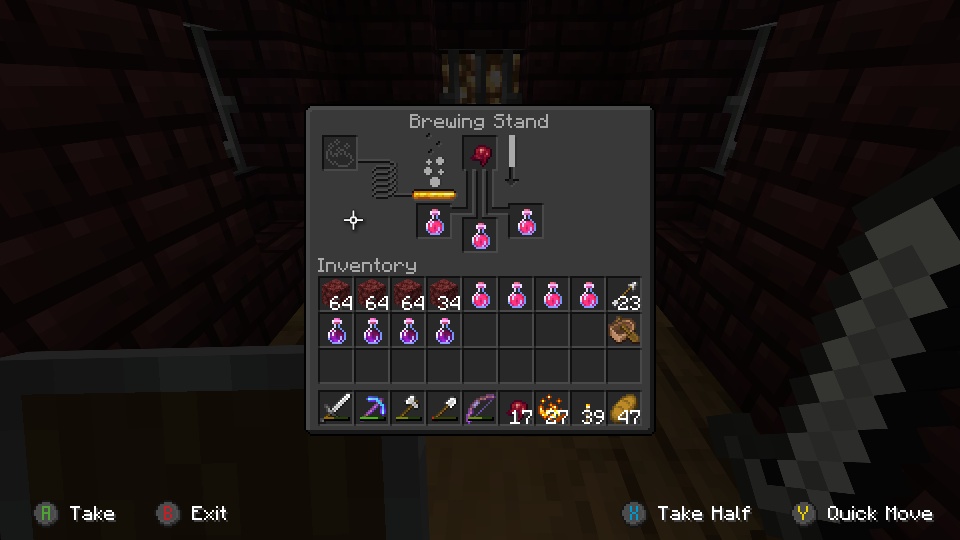 Brewing Stand
Inventory
64 64 64 34 23
17 27 39 47
A Take B Exit X Take Half Y Quick Move